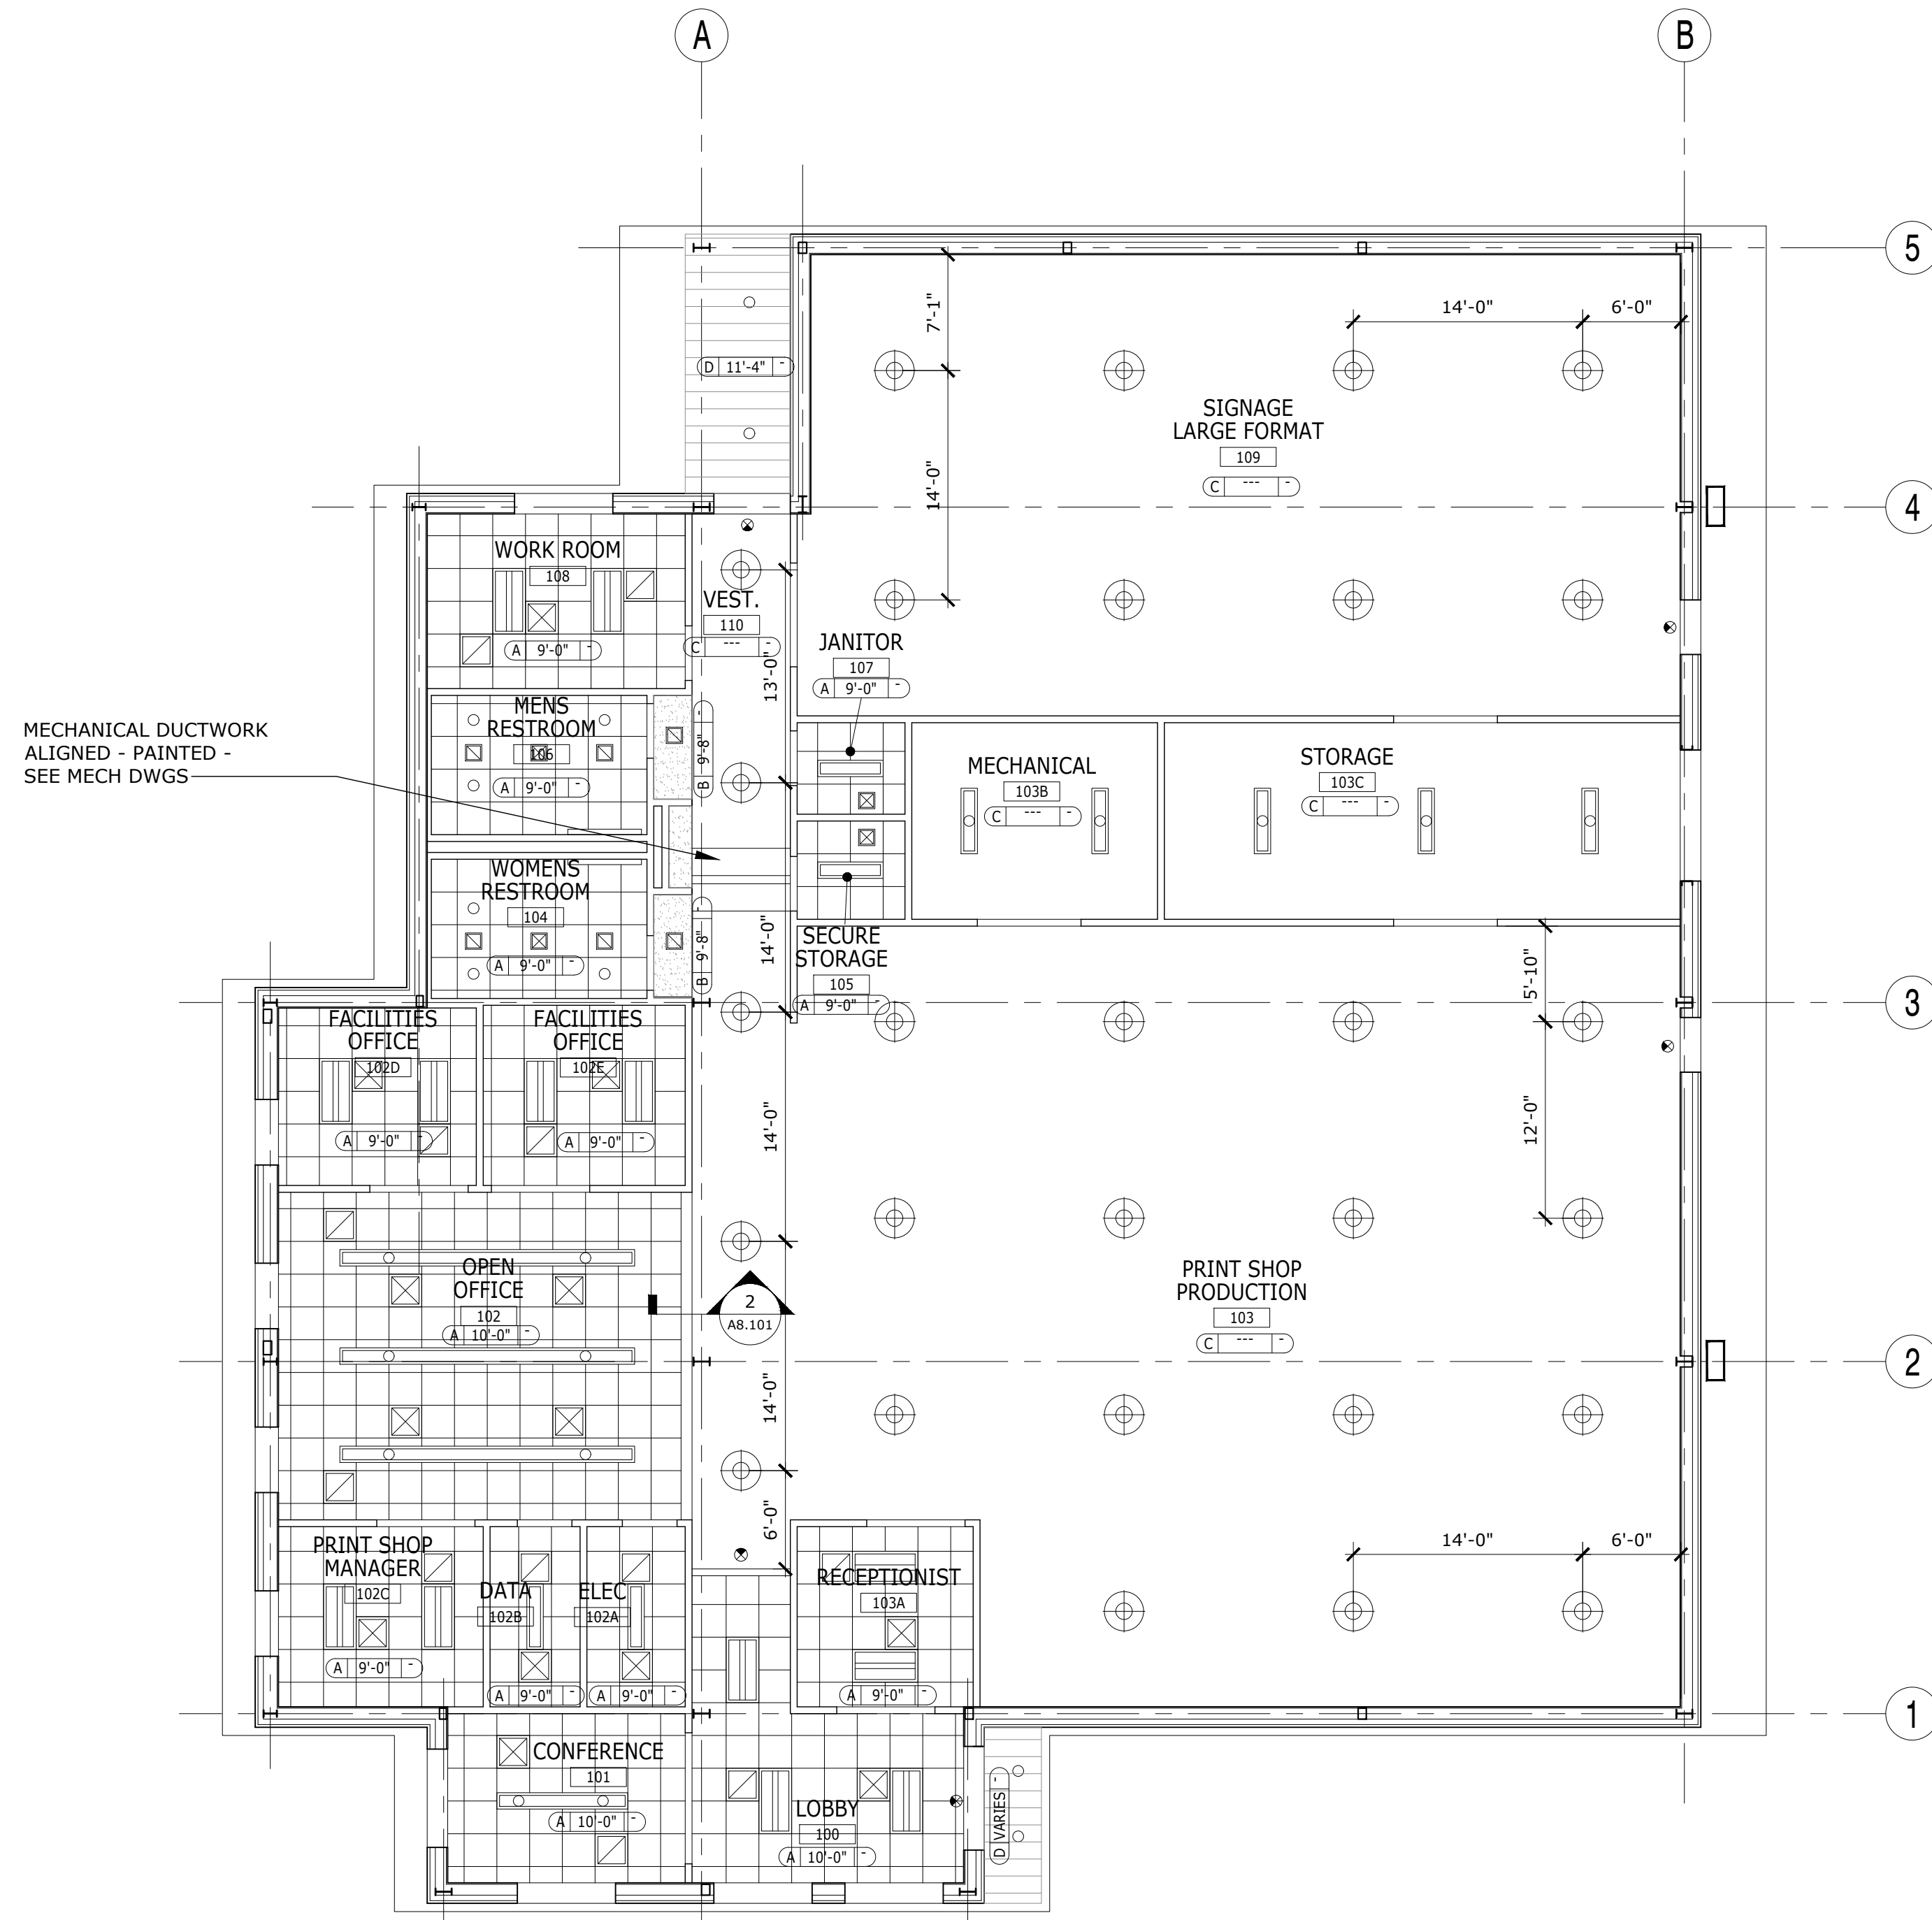 A
B
5
7'-1"
14'-0"
6'-0"
D 11'-4" -
SIGNAGE
LARGE FORMAT
109
C --- -
14'-0"
4
WORK ROOM
108
A 9'-0" -
VEST.
110
C --- -
13'-0"
JANITOR
107
A 9'-0" -
MECHANICAL DUCTWORK
ALIGNED - PAINTED -
SEE MECH DWGS
MENS
RESTROOM
106
A 9'-0" -
B 9'-8" -
MECHANICAL
103B
C --- -
STORAGE
103C
C --- -
WOMENS
RESTROOM
104
A 9'-0" -
B 9'-8" -
14'-0"
SECURE
STORAGE
105
A 9'-0" -
5'-10"
3
FACILITIES
OFFICE
102D
A 9'-0" -
FACILITIES
OFFICE
102E
A 9'-0" -
14'-0"
12'-0"
OPEN
OFFICE
102
A 10'-0" -
2
A8.101
PRINT SHOP
PRODUCTION
103
C --- -
2
14'-0"
6'-0"
14'-0"
6'-0"
PRINT SHOP
MANAGER
102C
A 9'-0" -
DATA
102B
A 9'-0" -
ELEC
102A
A 9'-0" -
RECEPTIONIST
103A
A 9'-0" -
1
CONFERENCE
101
A 10'-0" -
LOBBY
100
A 10'-0" -
D VARIES -